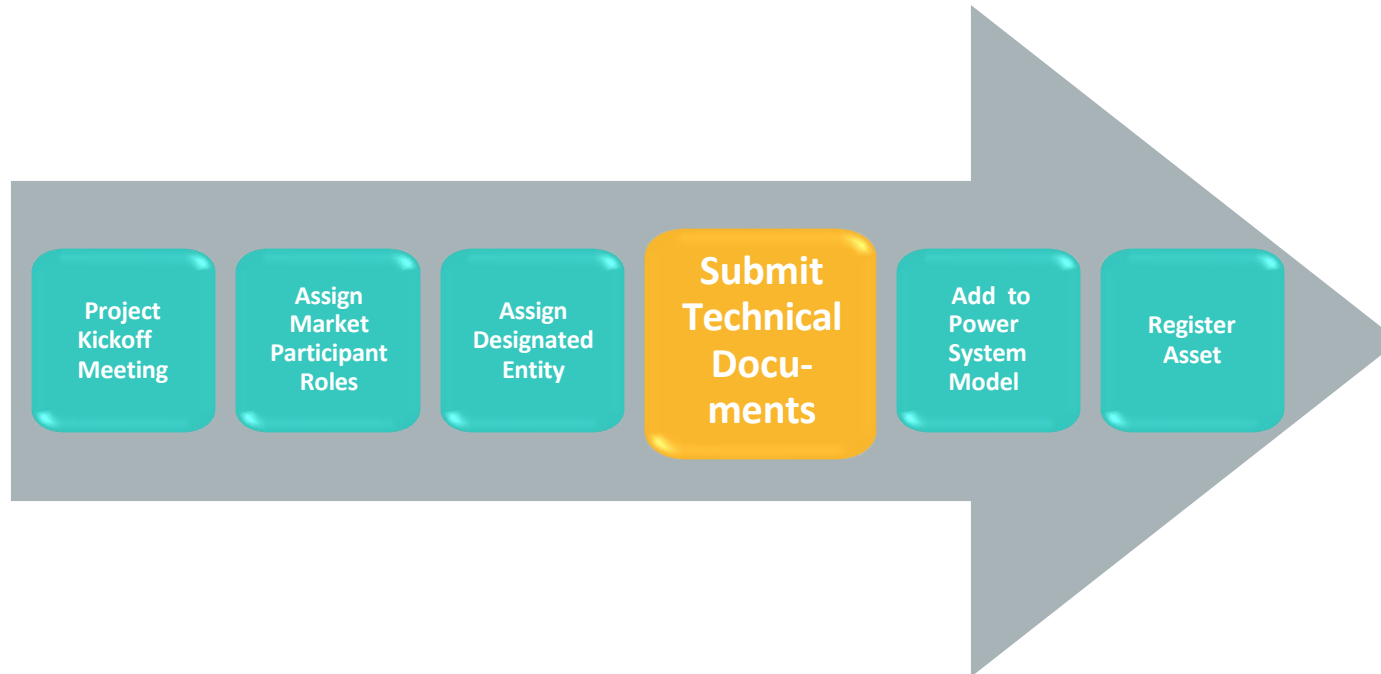 Project
Kickoff
Meeting
Assign
Market
Participant
Roles
Assign
Designated
Entity
Submit
Technical
Docu-
ments
Add to
Power
System
Model
Register
Asset